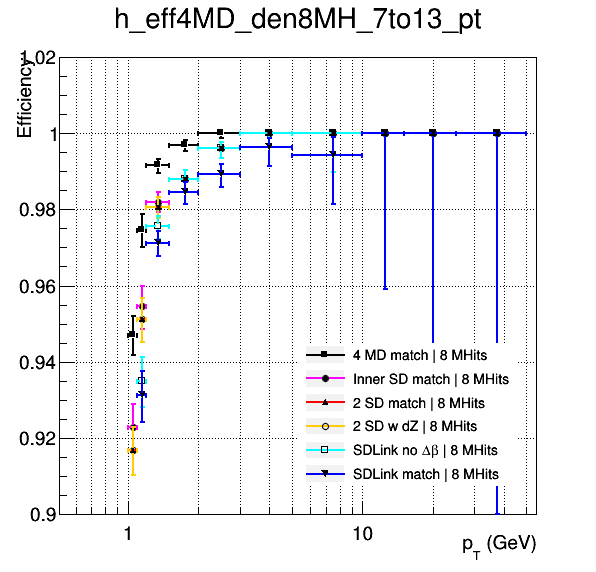 h_eff4MD_den8MH_7to13_pt
Efficiency
1.02
1
0.98
0.96
0.94
0.92
0.9
4 MD match | 8 MHits
Inner SD match | 8 MHits
2 SD match | 8 MHits
2 SD w dZ | 8 MHits
SDLink no Δβ | 8 MHits
SDLink match | 8 MHits
1 10
p_T (GeV)